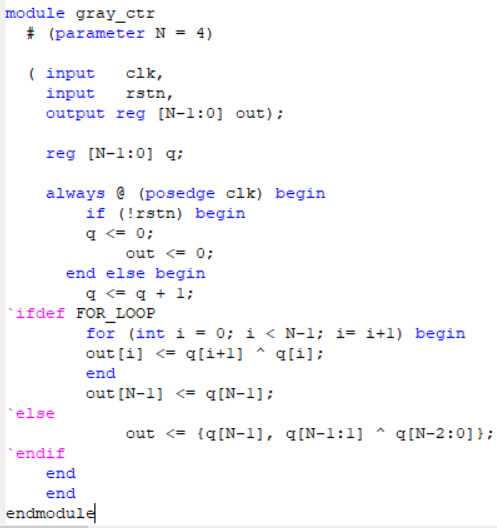 module gray_ctr
  # (parameter N = 4)
  ( input   clk,
    input   rstn,
    output reg [N-1:0] out);
    reg [N-1:0] q;
    always @ (posedge clk) begin
        if (!rstn) begin
        q <= 0;
            out <= 0;
      end else begin
        q <= q + 1;
`ifdef FOR_LOOP
        for (int i = 0; i < N-1; i= i+1) begin
        out[i] <= q[i+1] ^ q[i];
        end
        out[N-1] <= q[N-1];
`else
            out <= {q[N-1], q[N-1:1] ^ q[N-2:0]};
`endif
    end
    end
endmodule